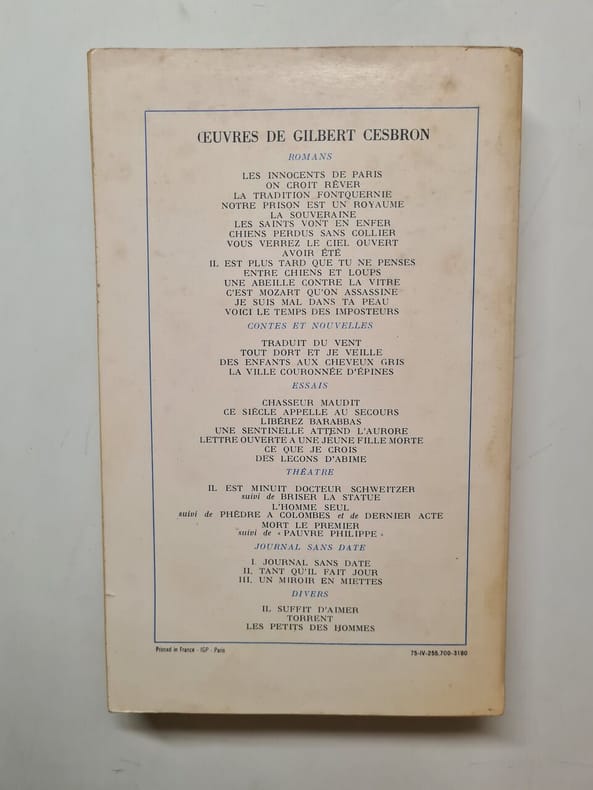 ŒUVRES DE GILBERT CESBRON
ROMANS
LES INNOCENTS DE PARIS
ON CROIT RÊVER
LA TRADITION FONTQUERNIE
NOTRE PRISON EST UN ROYAUME
LA SOUVERAINE
LES SAINTS VONT EN ENFER
CHIENS PERDUS SANS COLLIER
VOUS VERREZ LE CIEL OUVERT
AVOIR ÉTÉ
IL EST PLUS TARD QUE TU NE PENSES
ENTRE CHIENS ET LOUPS
UNE ABEILLE CONTRE LA VITRE
C'EST MOZART QU'ON ASSASSINE
JE SUIS MAL DANS TA PEAU
VOICI LE TEMPS DES IMPOSTEURS
CONTES ET NOUVELLES
TRADUIT DU VENT
TOUT DORT ET JE VEILLE
DES ENFANTS AUX CHEVEUX GRIS
LA VILLE COURONNÉE D'ÉPINES
ESSAIS
CHASSEUR MAUDIT
CE SIÈCLE APPELLE AU SECOURS
LIBÉREZ BARABBAS
UNE SENTINELLE ATTEND L'AURORE
LETTRE OUVERTE A UNE JEUNE FILLE MORTE
CE QUE JE CROIS
DES LECONS D'ABIME
THÉATRE
IL EST MINUIT DOCTEUR SCHWEITZER
suivi de BRISER LA STATUE
L'HOMME SEUL
suivi de PHÈDRE A COLOMBES et de DERNIER ACTE
MORT LE PREMIER
suivi de « PAUVRE PHILIPPE »
JOURNAL SANS DATE
I. JOURNAL SANS DATE
II. TANT QU'IL FAIT JOUR
III. UN MIROIR EN MIETTES
DIVERS
IL SUFFIT D'AIMER
TORRENT
LES PETITS DES HOMMES
Printed in France - IGP - Paris
75-IV-255.700-3180